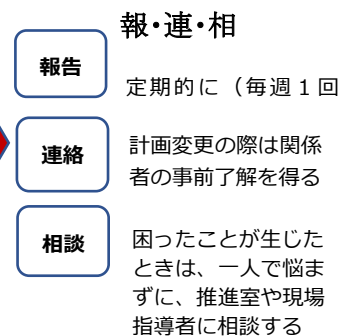 報・連・相
報告
定期的に（毎週１回
連絡
計画変更の際は関係
者の事前了解を得る
相談
困ったことが生じた
ときは、一人で悩ま
ずに、推進室や現場
指導者に相談する